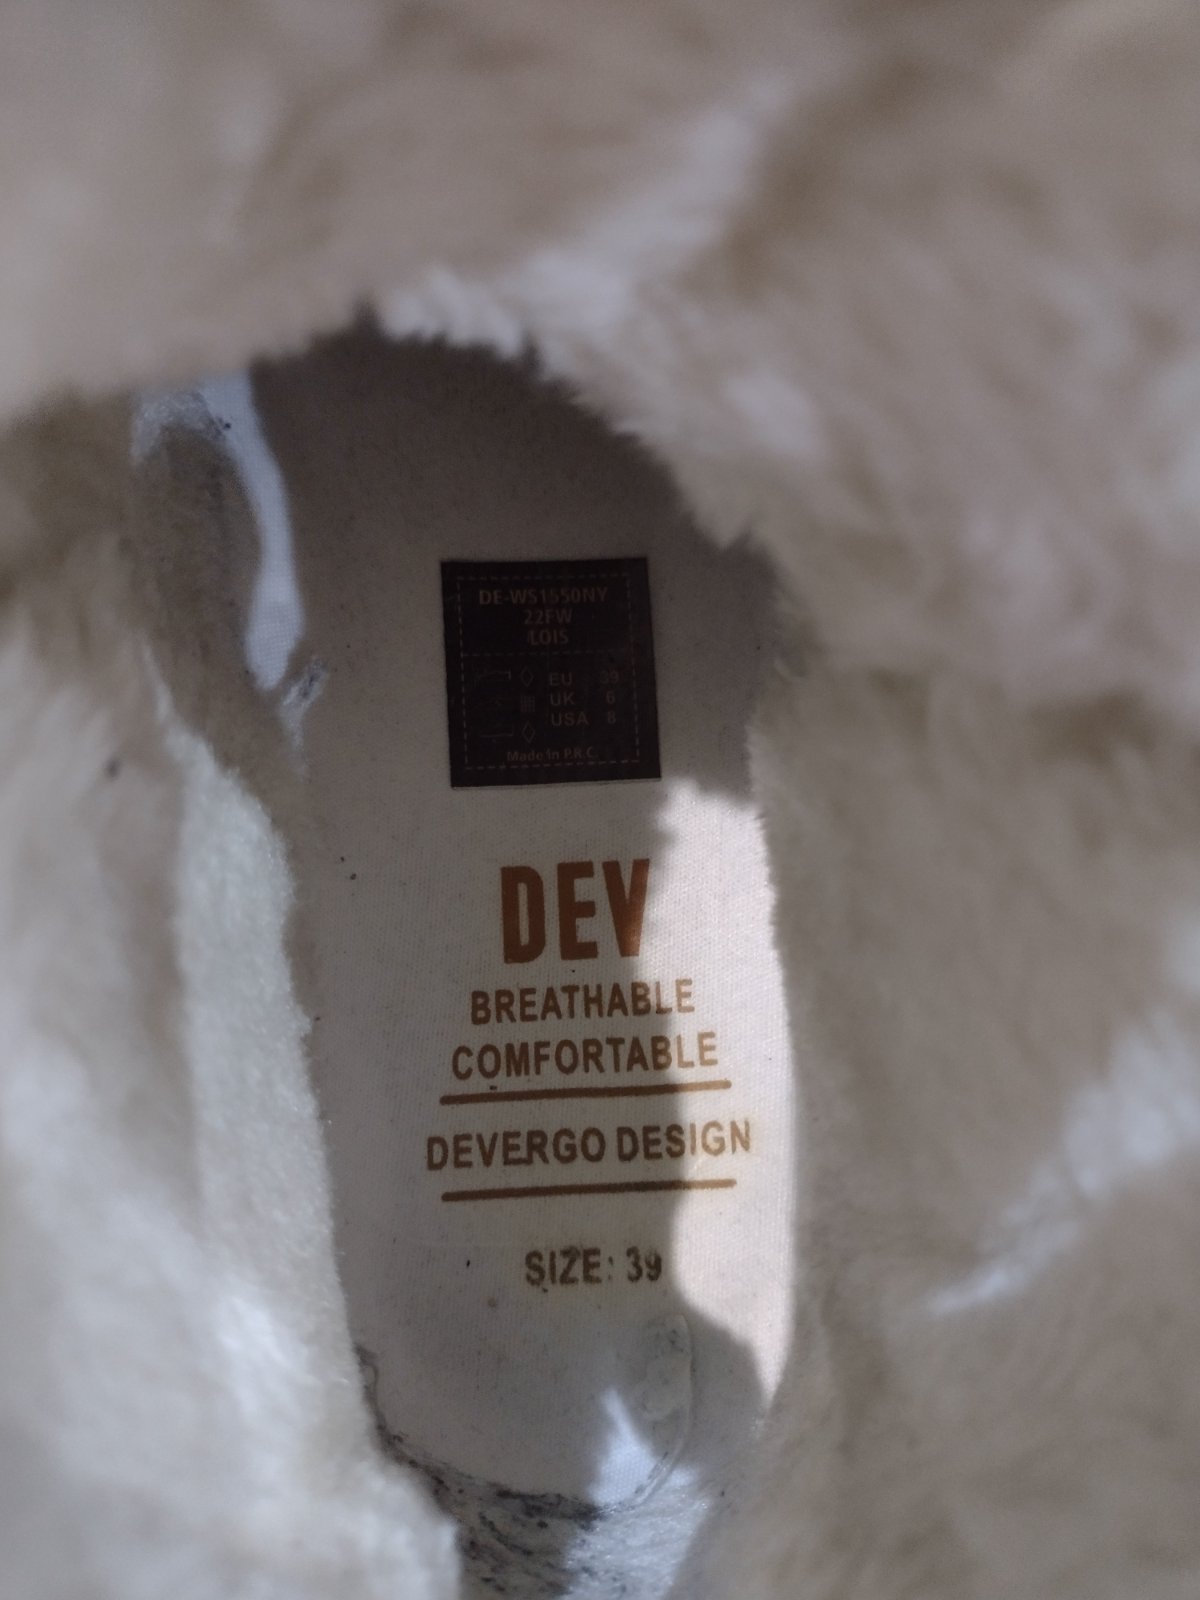 DE-WS1550NY
22FW
LOIS
EU 39
UK 6
USA 8
Made in P.R.C.
DEV
BREATHABLE
COMFORTABLE
DEVERGO DESIGN
SIZE: 39